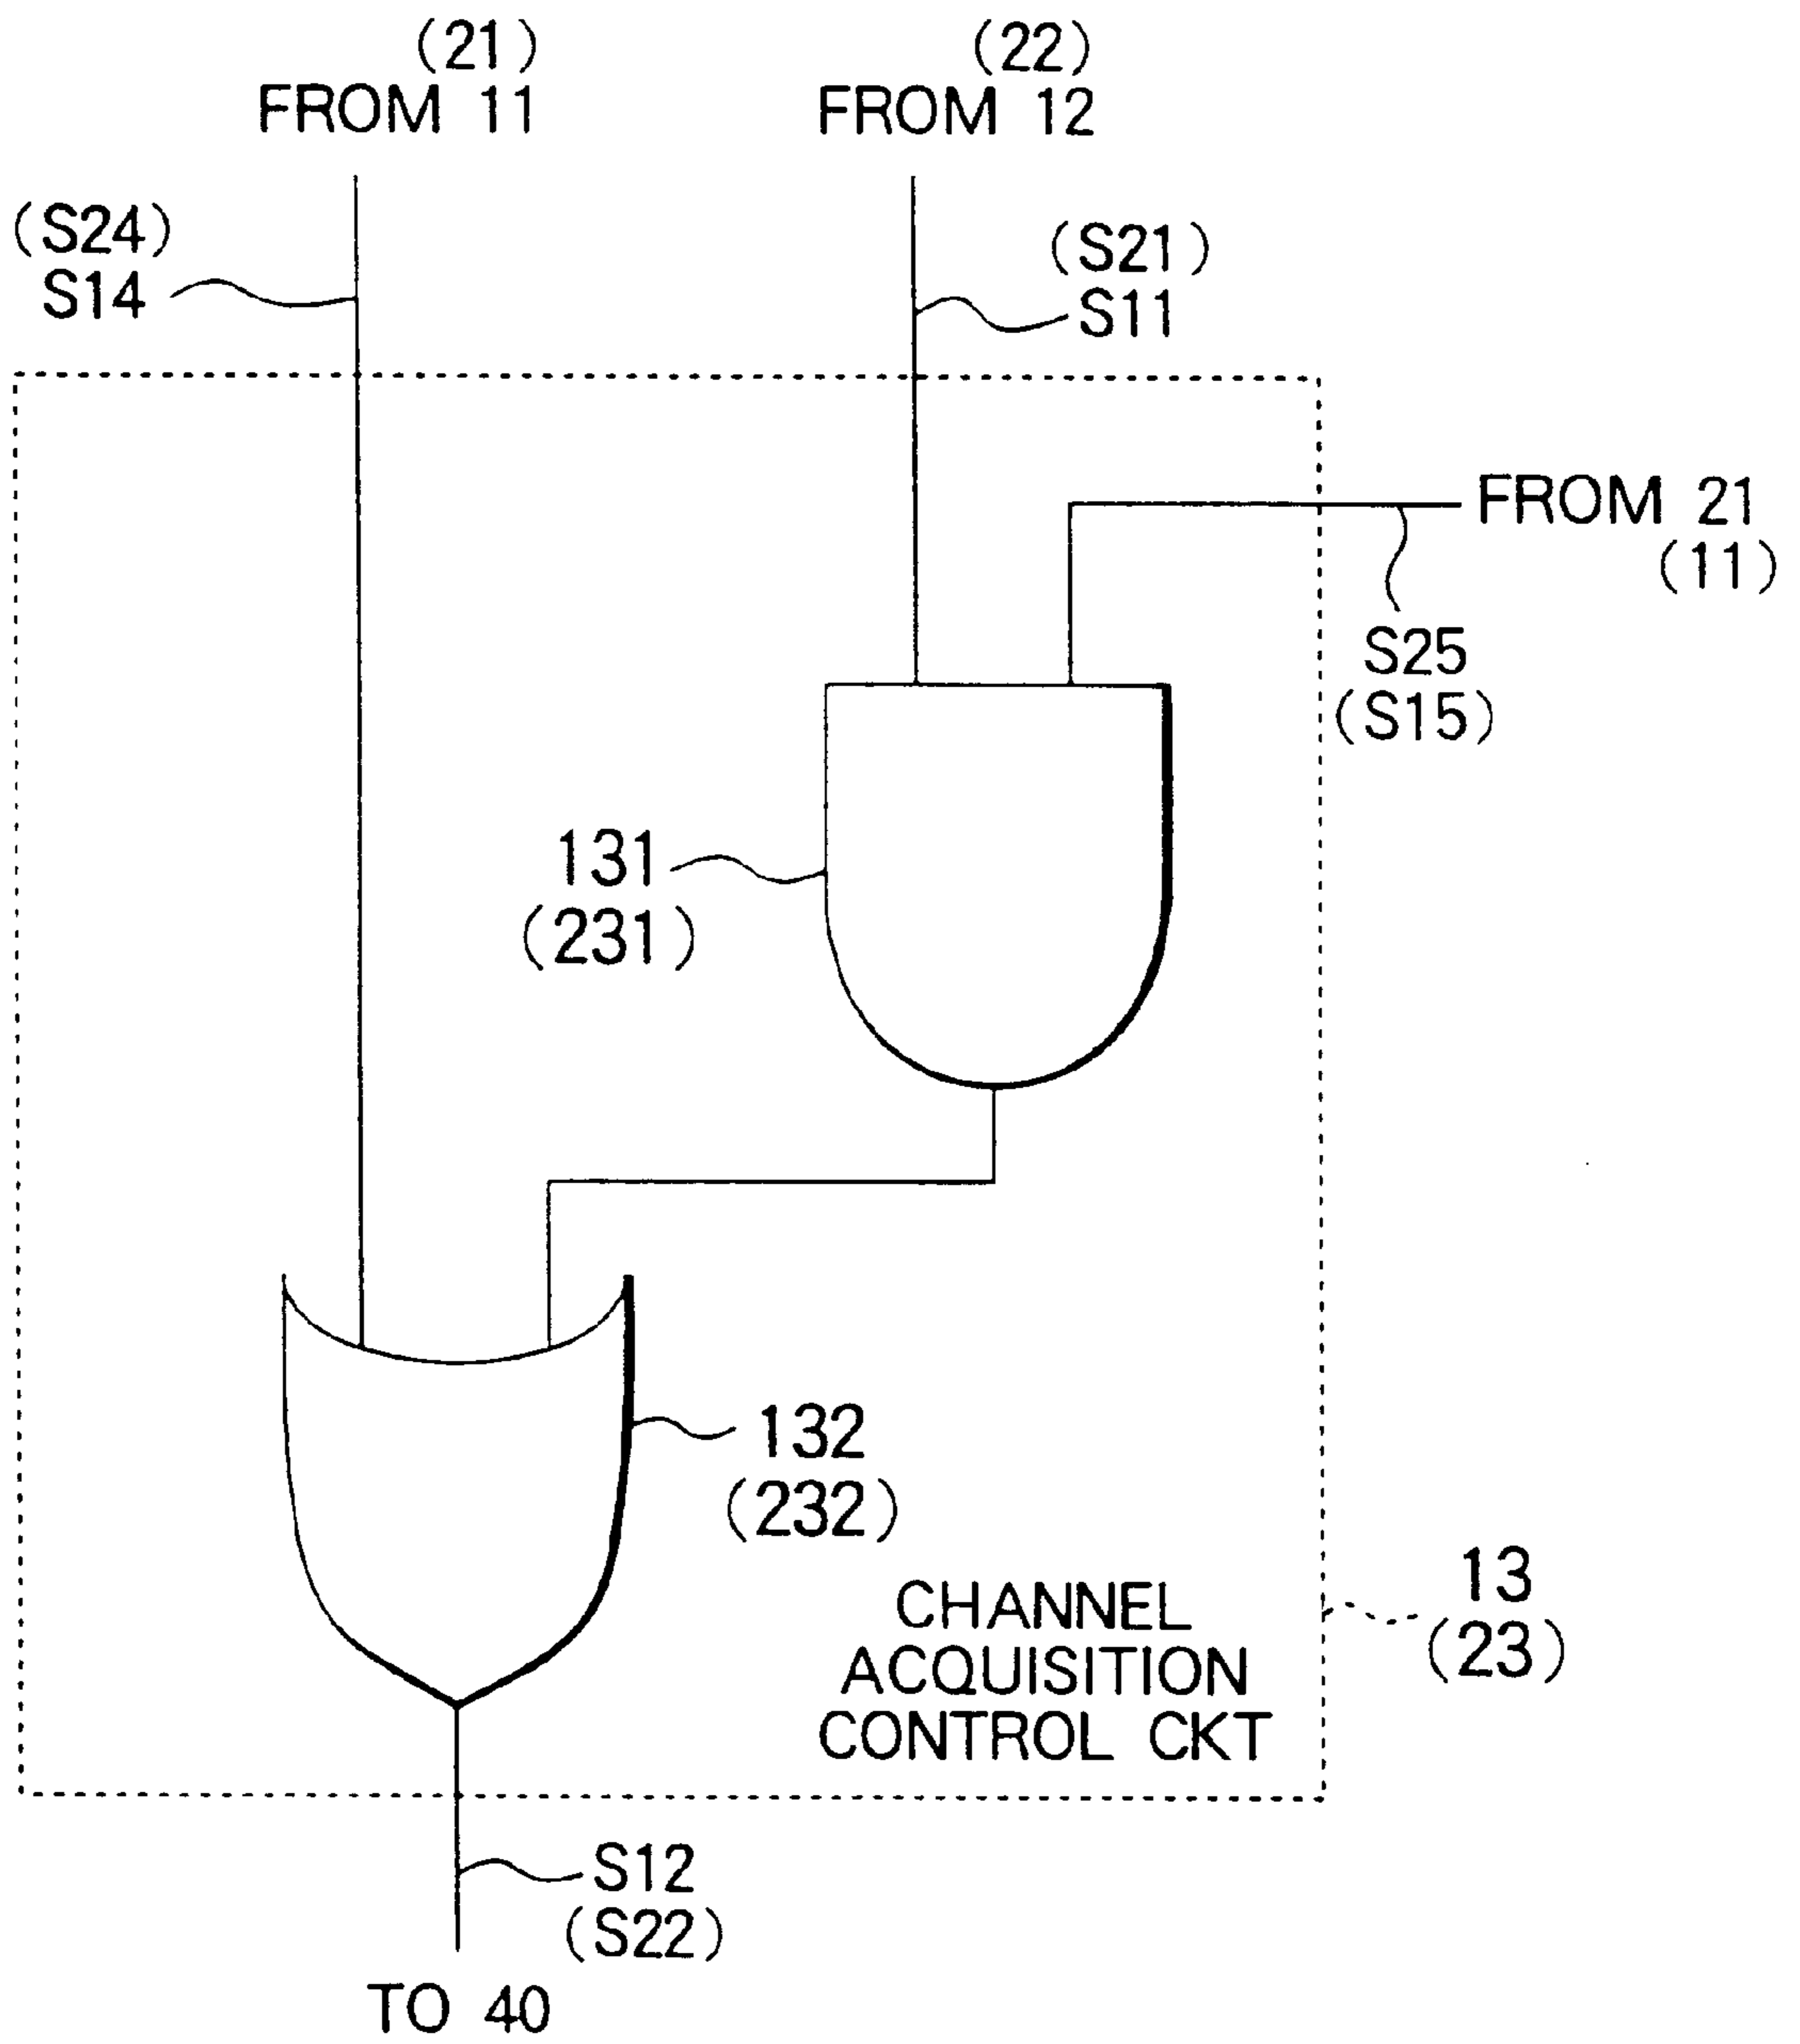 (21)
FROM 11
(22)
FROM 12
(S24)
S14
(S21)
S11
FROM 21
(11)
S25
(S15)
131
(231)
132
(232)
CHANNEL
ACQUISITION
CONTROL CKT
13
(23)
S12
(S22)
TO 40